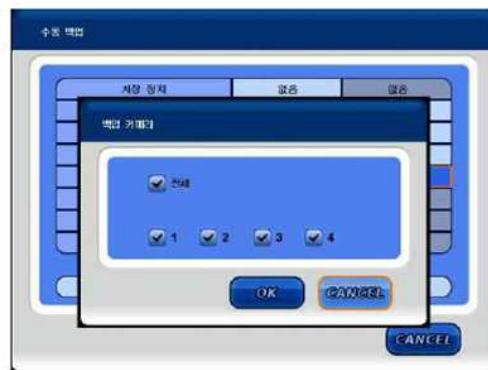 수동 백업
저장 장치 없음 없음
백업 카메라
전체
1 2 3 4
OK CANCEL
CANCEL